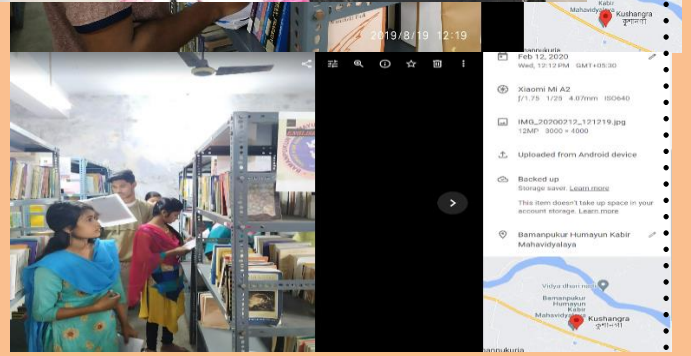 Kabir
Mahavidyalaya
Kushangra
কুশাংগা
2019/8/19 12:19
Feb 12, 2020
Wed, 12:12 PM GMT+05:30
Xiaomi Mi A2
ƒ/1.75 1/25 4.07mm ISO640
IMG_20200212_121219.jpg
12MP 3000 × 4000
Uploaded from Android device
Backed up
Storage saver. Learn more
This item doesn't take up space in your
account storage. Learn more
Bamanpukur Humayun Kabir
Mahavidyalaya
Bamanpukur
Humayun
Kabir
Mahavidyalaya
Kushangra